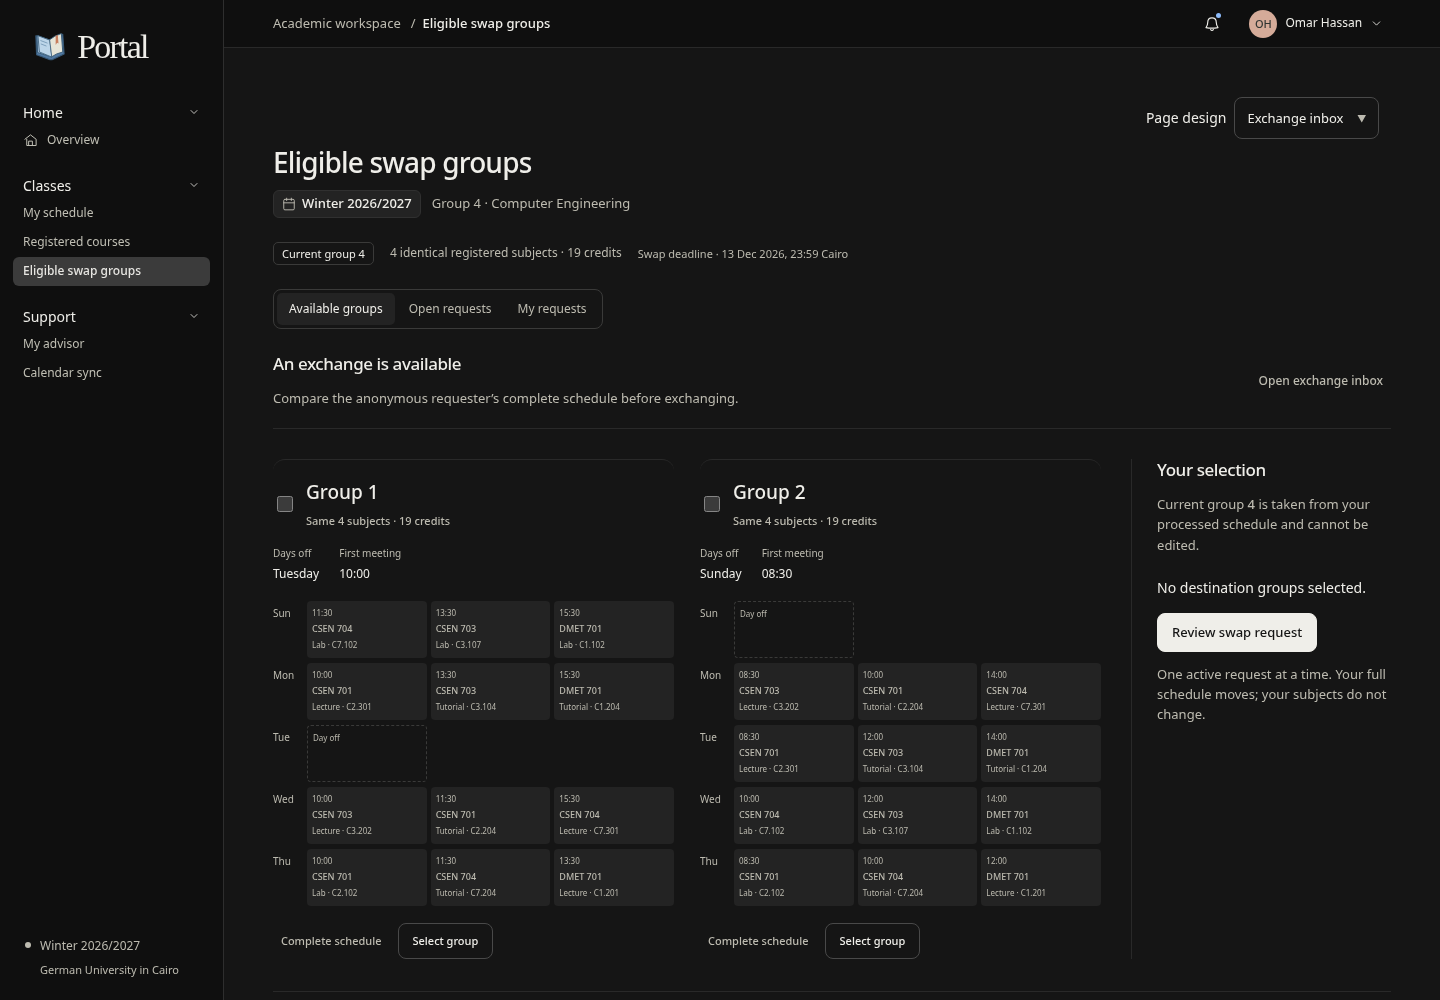 Portal
Academic workspace / Eligible swap groups
OH Omar Hassan
Home
Overview
Classes
My schedule
Registered courses
Eligible swap groups
Support
My advisor
Calendar sync
Winter 2026/2027
German University in Cairo
Page design Exchange inbox
Eligible swap groups
Winter 2026/2027 Group 4 · Computer Engineering
Current group 4 4 identical registered subjects · 19 credits Swap deadline · 13 Dec 2026, 23:59 Cairo
Available groups Open requests My requests
An exchange is available
Compare the anonymous requester’s complete schedule before exchanging.
Open exchange inbox
Group 1
Same 4 subjects · 19 credits
Days off First meeting
Tuesday 10:00
Sun 11:30 13:30 15:30
CSEN 704 CSEN 703 DMET 701
Lab · C7.102 Lab · C3.107 Lab · C1.102
Mon 10:00 13:30 15:30
CSEN 701 CSEN 703 DMET 701
Lecture · C2.301 Tutorial · C3.104 Tutorial · C1.204
Tue Day off
Wed 10:00 11:30 15:30
CSEN 703 CSEN 701 CSEN 704
Lecture · C3.202 Tutorial · C2.204 Lecture · C7.301
Thu 10:00 11:30 13:30
CSEN 701 CSEN 704 DMET 701
Lab · C2.102 Tutorial · C7.204 Lecture · C1.201
Complete schedule Select group
Group 2
Same 4 subjects · 19 credits
Days off First meeting
Sunday 08:30
Sun Day off
Mon 08:30 10:00 14:00
CSEN 703 CSEN 701 CSEN 704
Lecture · C3.202 Tutorial · C2.204 Lecture · C7.301
Tue 08:30 12:00 14:00
CSEN 701 CSEN 703 DMET 701
Lecture · C2.301 Tutorial · C3.104 Tutorial · C1.204
Wed 10:00 12:00 14:00
CSEN 704 CSEN 703 DMET 701
Lab · C7.102 Lab · C3.107 Lab · C1.102
Thu 08:30 10:00 12:00
CSEN 701 CSEN 704 DMET 701
Lab · C2.102 Tutorial · C7.204 Lecture · C1.201
Complete schedule Select group
Your selection
Current group 4 is taken from your
processed schedule and cannot be
edited.
No destination groups selected.
Review swap request
One active request at a time. Your full
schedule moves; your subjects do not
change.